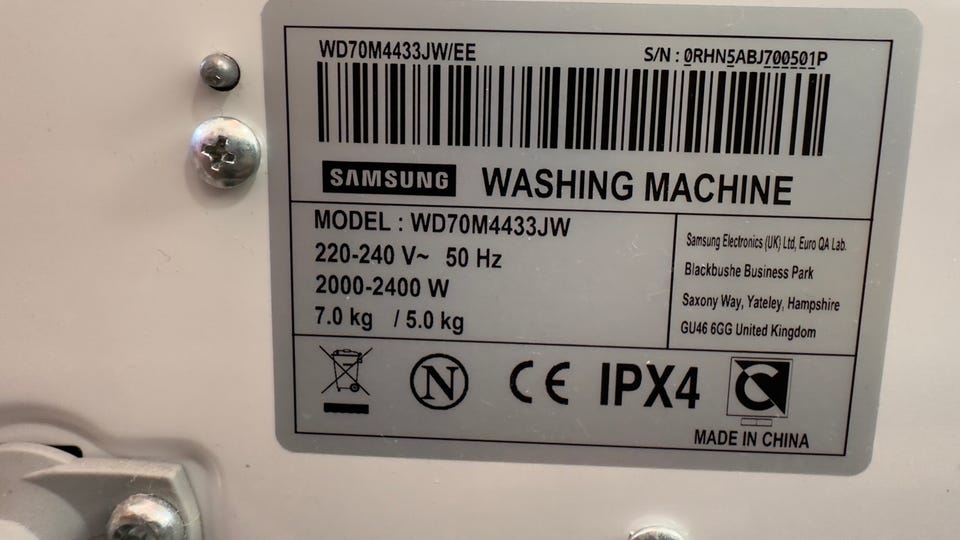 WD70M4433JW/EE
S/N : 0RHN5ABJ700501P
SAMSUNG WASHING MACHINE
MODEL : WD70M4433JW
220-240 V~ 50 Hz
2000-2400 W
7.0 kg / 5.0 kg
Samsung Electronics (UK) Ltd, Euro QA Lab.
Blackbushe Business Park
Saxony Way, Yateley, Hampshire
GU46 6GG United Kingdom
N CE IPX4
MADE IN CHINA